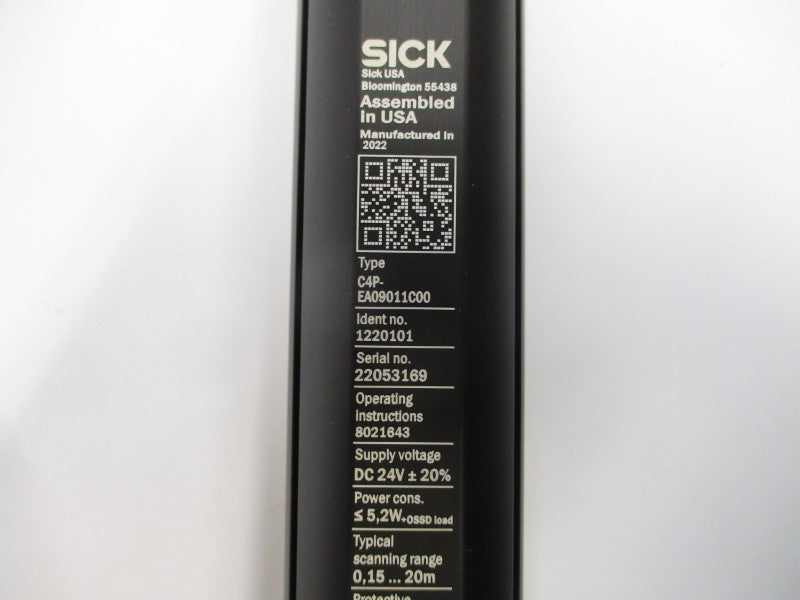 SICK
Sick USA
Bloomington 55438
Assembled
in USA
Manufactured in
2022
Type
C4P-
EA09011C00
Ident no.
1220101
Serial no.
22053169
Operating
instructions
8021643
Supply voltage
DC 24V ± 20%
Power cons.
≤ 5,2W+OSSD load
Typical
scanning range
0,15 ... 20m
Protective